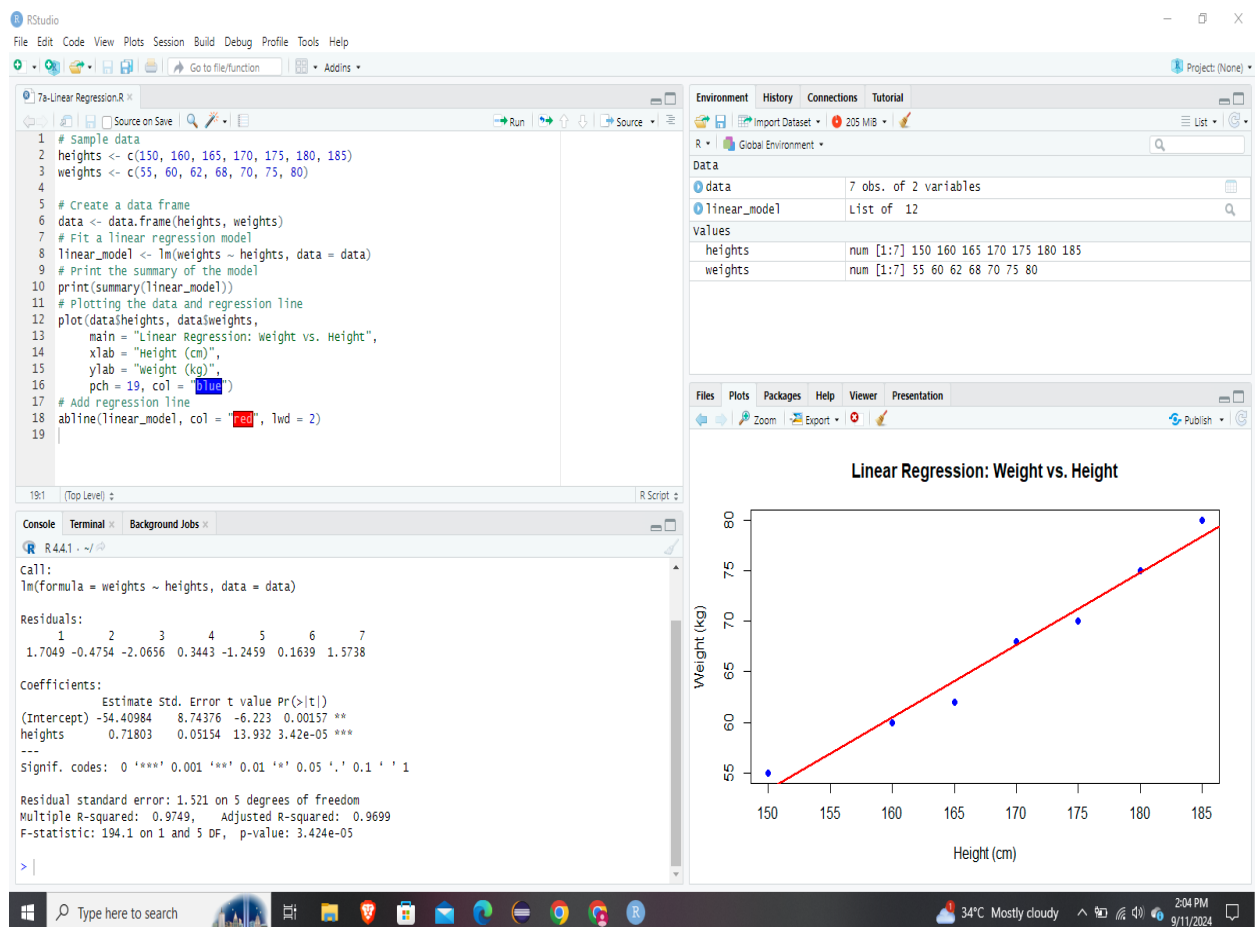 RStudio
File Edit Code View Plots Session Build Debug Profile Tools Help
Go to file/function Addins Project: (None)
7a-Linear Regression.R
Source on Save Run Source
1 # Sample data
2 heights <- c(150, 160, 165, 170, 175, 180, 185)
3 weights <- c(55, 60, 62, 68, 70, 75, 80)
4
5 # Create a data frame
6 data <- data.frame(heights, weights)
7 # Fit a linear regression model
8 linear_model <- lm(weights ~ heights, data = data)
9 # Print the summary of the model
10 print(summary(linear_model))
11 # Plotting the data and regression line
12 plot(data$heights, data$weights,
13 main = "Linear Regression: Weight vs. Height",
14 xlab = "Height (cm)",
15 ylab = "Weight (kg)",
16 pch = 19, col = "blue")
17 # Add regression line
18 abline(linear_model, col = "red", lwd = 2)
19
19:1 (Top Level) R Script
Console Terminal Background Jobs
R R 4.4.1 · ~/
Call:
lm(formula = weights ~ heights, data = data)
Residuals:
1 2 3 4 5 6 7
1.7049 -0.4754 -2.0656 0.3443 -1.2459 0.1639 1.5738
Coefficients:
Estimate Std. Error t value Pr(>|t|)
(Intercept) -54.40984 8.74376 -6.223 0.00157 **
heights 0.71803 0.05154 13.932 3.42e-05 ***
---
Signif. codes: 0 ‘***’ 0.001 ‘**’ 0.01 ‘*’ 0.05 ‘.’ 0.1 ‘ ’ 1
Residual standard error: 1.521 on 5 degrees of freedom
Multiple R-squared: 0.9749, Adjusted R-squared: 0.9699
F-statistic: 194.1 on 1 and 5 DF, p-value: 3.424e-05
>
Environment History Connections Tutorial
Import Dataset 205 MiB List
R Global Environment
Data
data 7 obs. of 2 variables
linear_model List of 12
Values
heights num [1:7] 150 160 165 170 175 180 185
weights num [1:7] 55 60 62 68 70 75 80
Files Plots Packages Help Viewer Presentation
Zoom Export Publish
Linear Regression: Weight vs. Height
80
75
70
65
60
55
Weight (kg)
150 155 160 165 170 175 180 185
Height (cm)
Type here to search
34°C Mostly cloudy
2:04 PM
9/11/2024